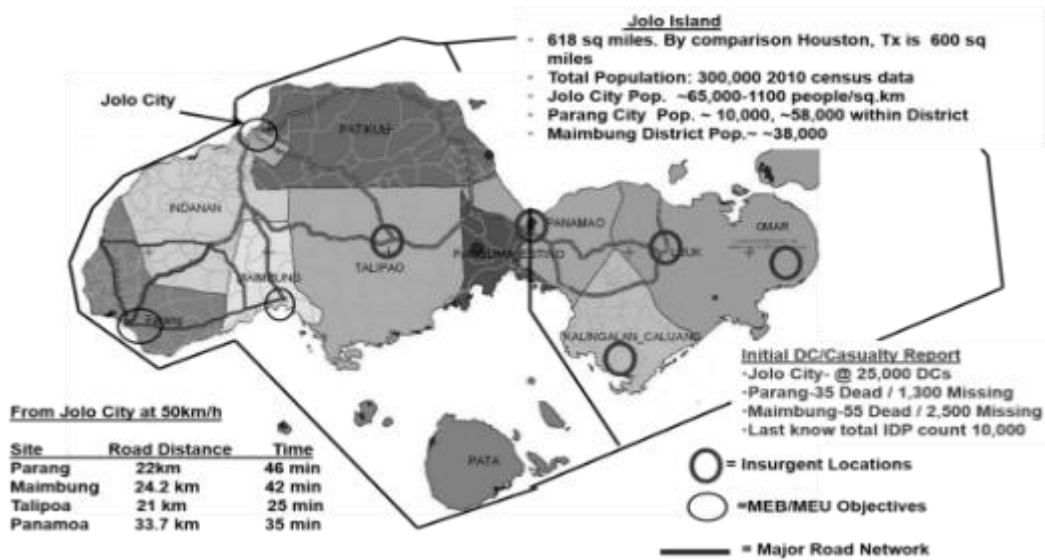 Jolo Island
- 618 sq miles. By comparison Houston, Tx is 600 sq
miles
- Total Population: 300,000 2010 census data
- Jolo City Pop. ~65,000-1100 people/sq.km
- Parang City Pop. ~ 10,000, ~58,000 within District
- Maimbung District Pop.~ ~38,000
Jolo City
PATIKUL
INDANAN
PANAMAO
OMAR
TALIPAO
LUUK
MAIMBUNG
KALINGALAN_CALUANG
PATA
Initial DC/Casualty Report
-Jolo City- @ 25,000 DCs
-Parang-35 Dead / 1,300 Missing
-Maimbung-55 Dead / 2,500 Missing
-Last know total IDP count 10,000
From Jolo City at 50km/h
Site Road Distance Time
Parang 22km 46 min
Maimbung 24.2 km 42 min
Talipoa 21 km 25 min
Panamoa 33.7 km 35 min
= Insurgent Locations
=MEB/MEU Objectives
= Major Road Network